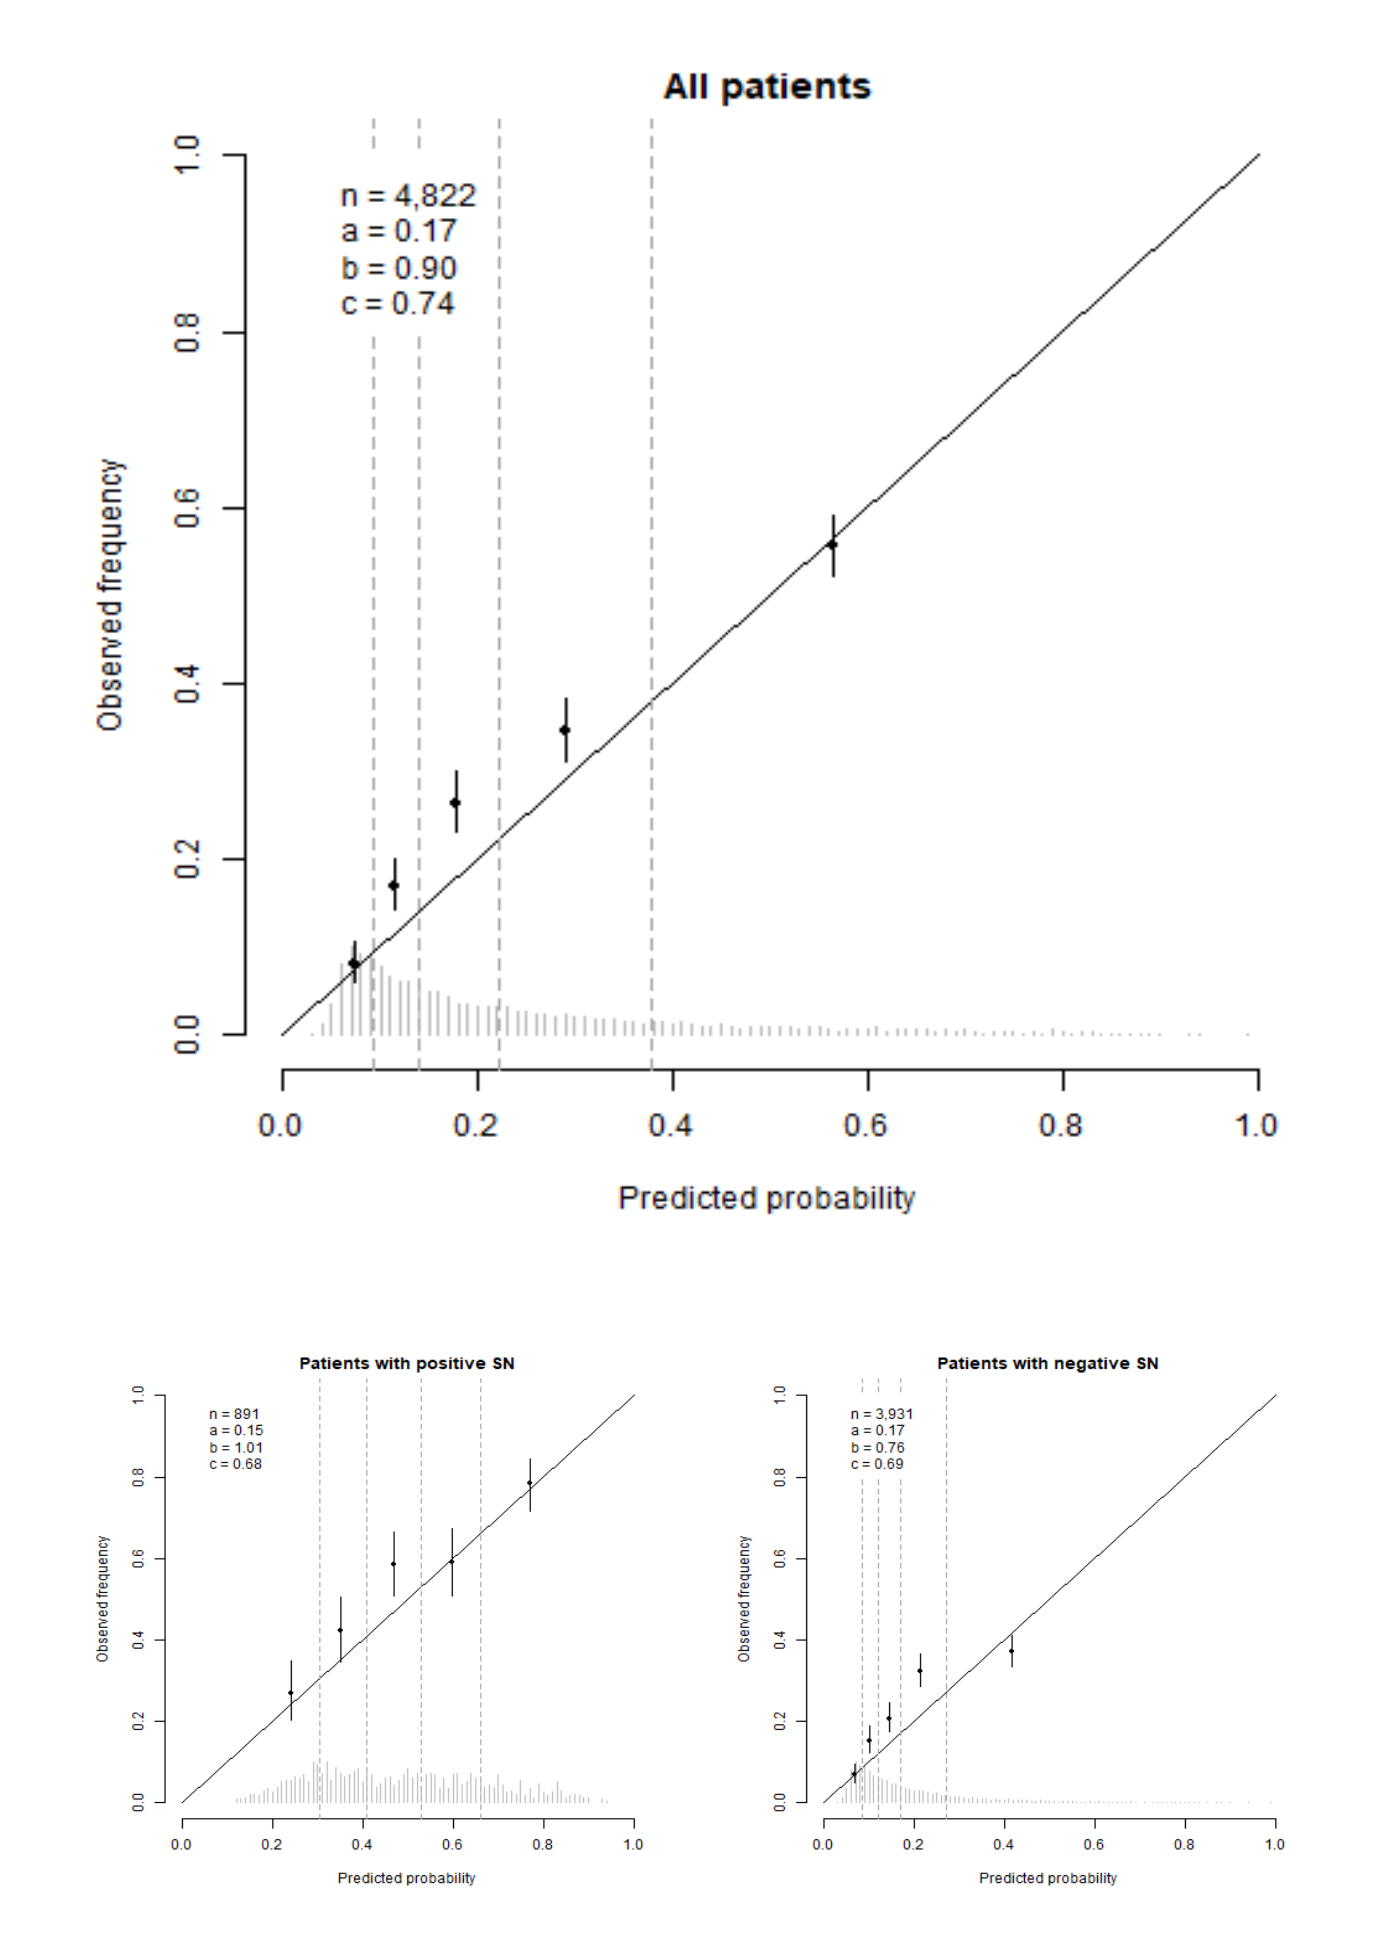 All patients
n = 4,822
a = 0.17
b = 0.90
c = 0.74
Observed frequency
1.0
0.8
0.6
0.4
0.2
0.0
0.0 0.2 0.4 0.6 0.8 1.0
Predicted probability
Patients with positive SN
n = 891
a = 0.15
b = 1.01
c = 0.68
Observed frequency
1.0
0.8
0.6
0.4
0.2
0.0
0.0 0.2 0.4 0.6 0.8 1.0
Predicted probability
Patients with negative SN
n = 3,931
a = 0.17
b = 0.76
c = 0.69
Observed frequency
1.0
0.8
0.6
0.4
0.2
0.0
0.0 0.2 0.4 0.6 0.8 1.0
Predicted probability